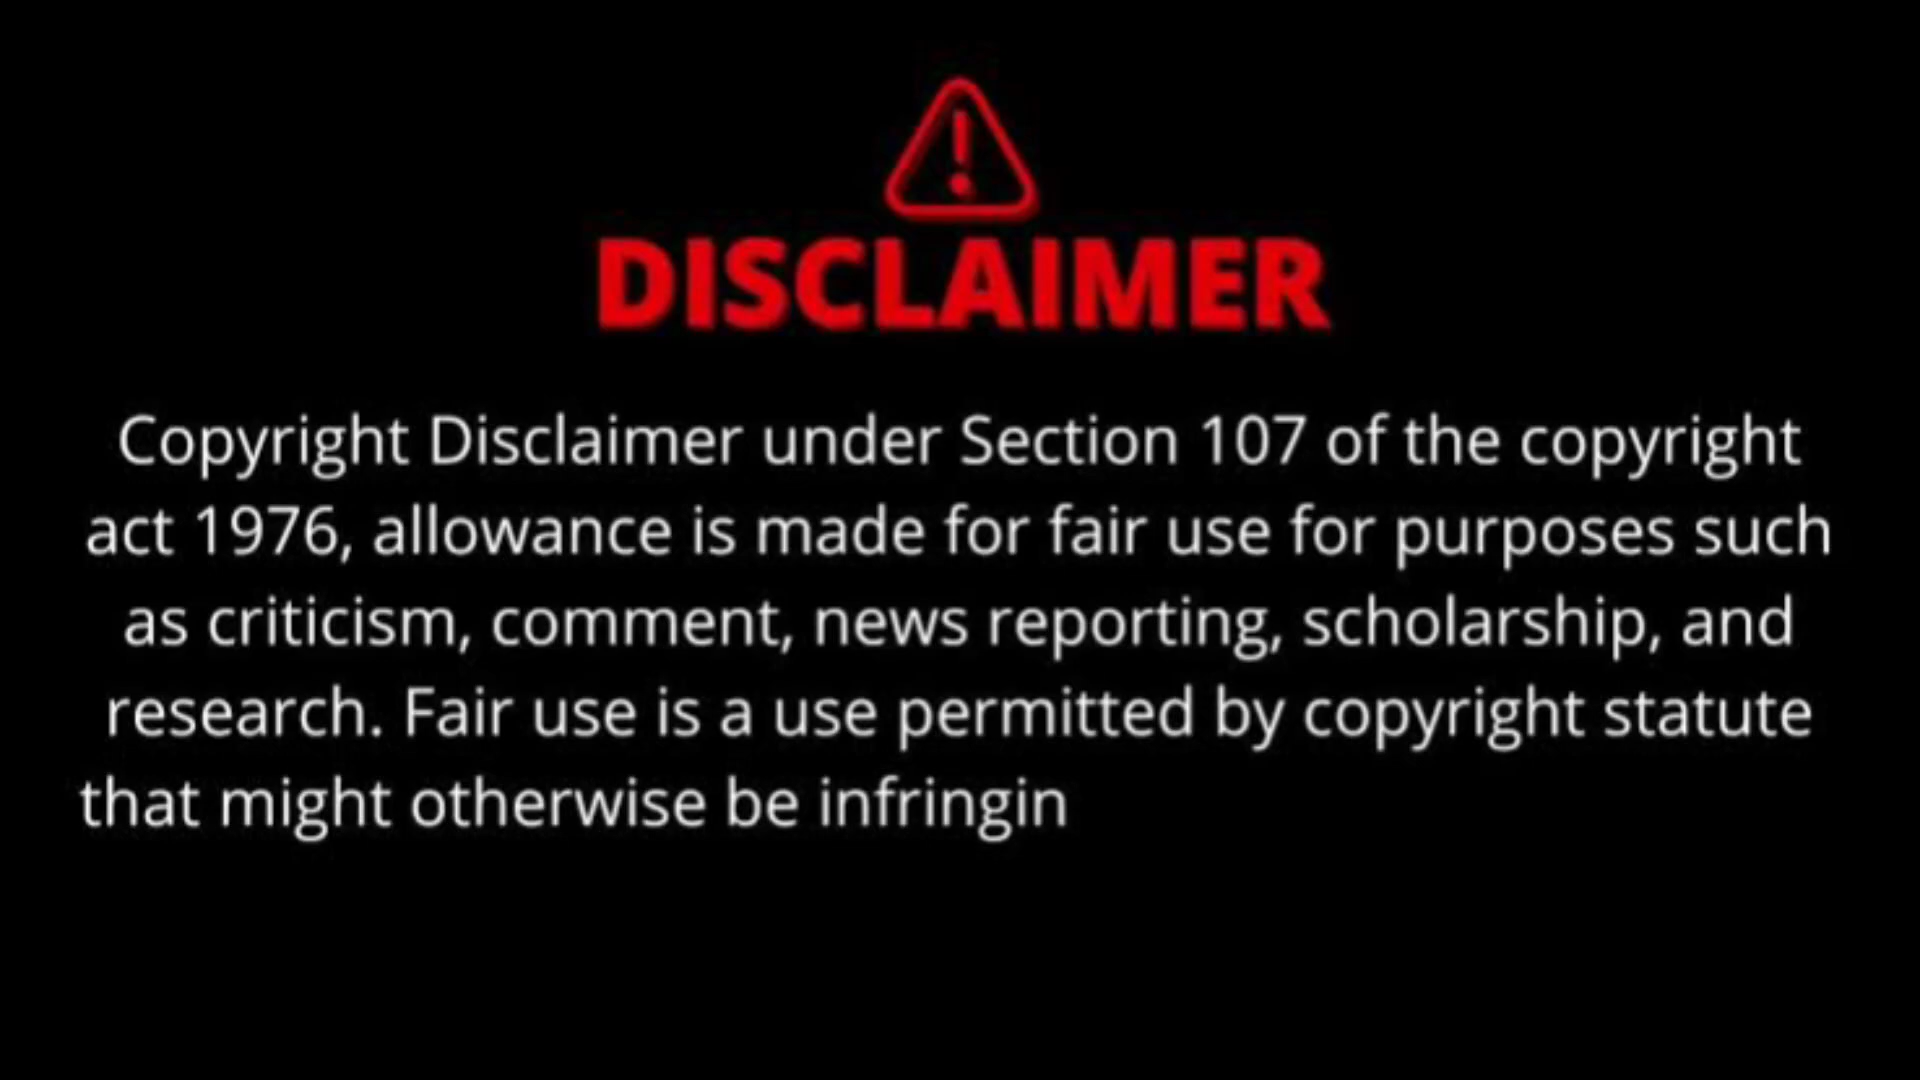 DISCLAIMER
Copyright Disclaimer under Section 107 of the copyright
act 1976, allowance is made for fair use for purposes such
as criticism, comment, news reporting, scholarship, and
research. Fair use is a use permitted by copyright statute
that might otherwise be infringin